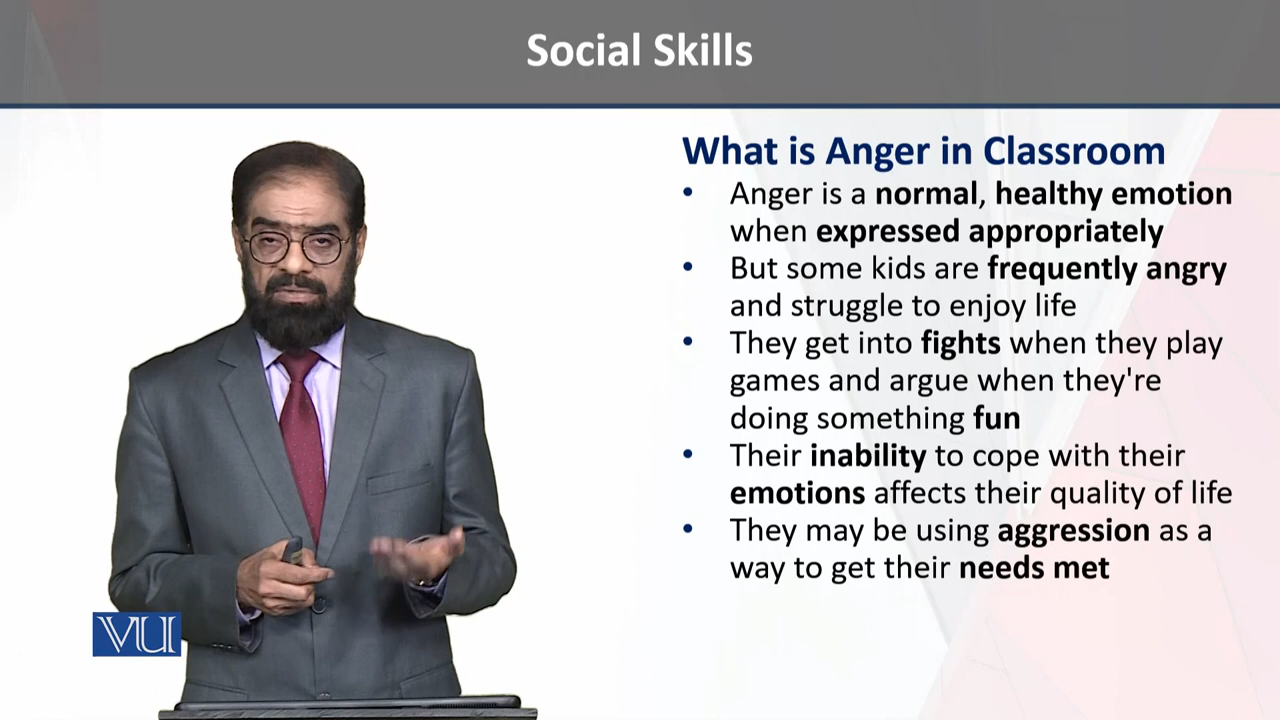 Social Skills
What is Anger in Classroom
• Anger is a normal, healthy emotion
when expressed appropriately
• But some kids are frequently angry
and struggle to enjoy life
• They get into fights when they play
games and argue when they're
doing something fun
• Their inability to cope with their
emotions affects their quality of life
• They may be using aggression as a
way to get their needs met
VU